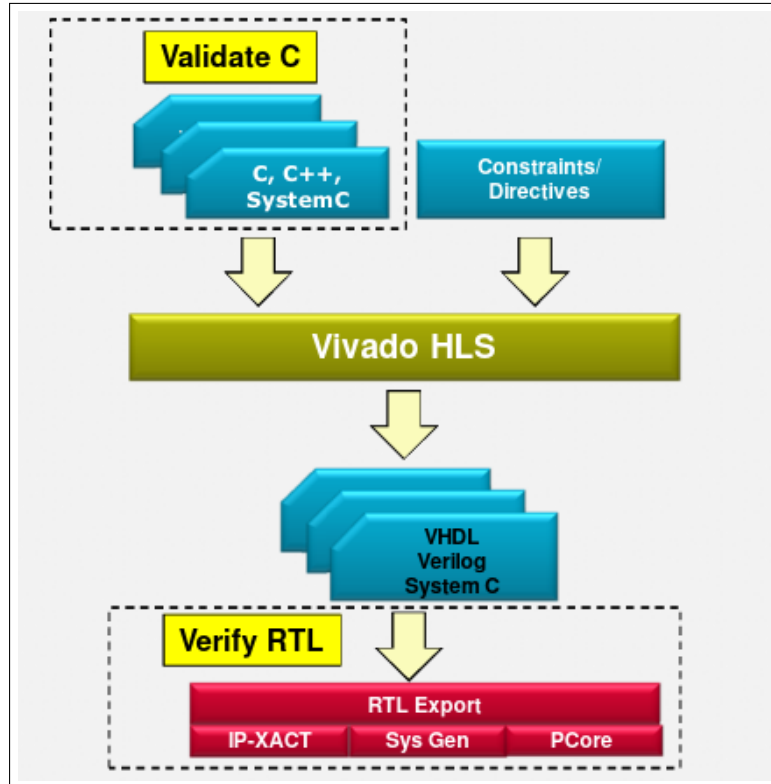 Validate C
C, C++,
SystemC
Constraints/
Directives
Vivado HLS
VHDL
Verilog
System C
Verify RTL
RTL Export
IP-XACT
Sys Gen
PCore